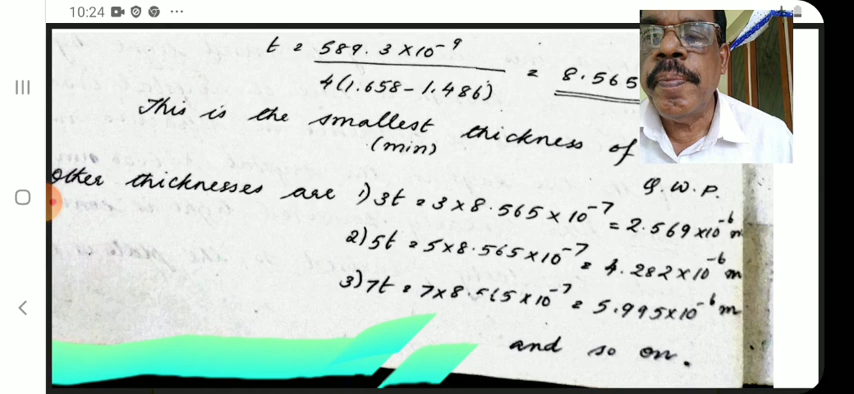 10:24
t = 589.3 × 10⁻⁹ / 4(1.658 - 1.486) = 8.565
This is the smallest thickness of
(min)
Q.W.P.
Other thicknesses are 1) 3t = 3 × 8.565 × 10⁻⁷ = 2.569 × 10⁻⁶ m
2) 5t = 5 × 8.565 × 10⁻⁷ = 4.282 × 10⁻⁶ m
3) 7t = 7 × 8.565 × 10⁻⁷ = 5.995 × 10⁻⁶ m
and so on.